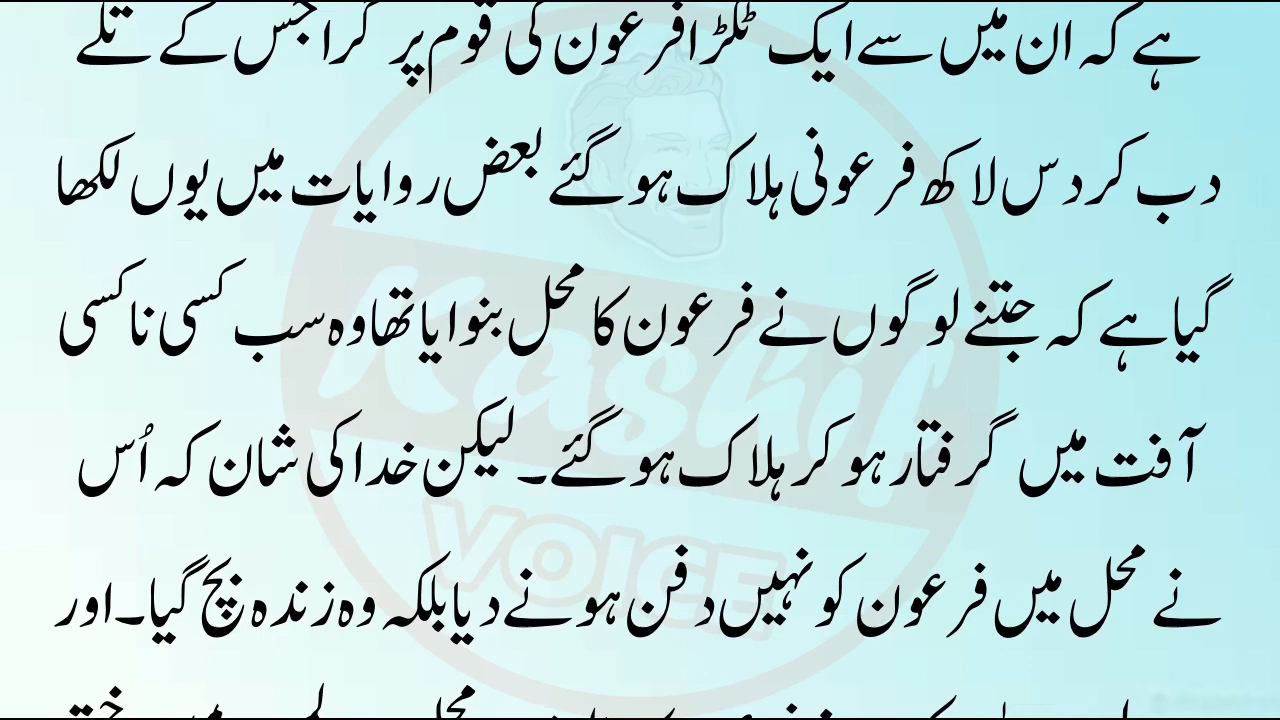 ہے کہ ان میں سے ایک ٹکڑا فرعون کی قوم پر گرا جس کے تلے
دب کر دس لاکھ فرعونی ہلاک ہو گئے بعض روایات میں یوں لکھا
گیا ہے کہ جتنے لوگوں نے فرعون کا محل بنوایا تھا وہ سب کسی نا کسی
آفت میں گرفتار ہو کر ہلاک ہو گئے۔ لیکن خدا کی شان کہ اُس
نے محل میں فرعون کو نہیں دفن ہونے دیا بلکہ وہ زندہ بچ گیا۔ اور
Kashif
VOICE